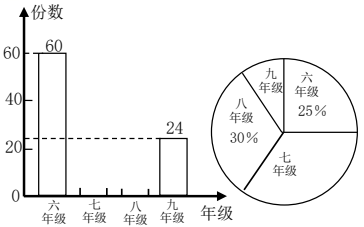 份数
60
60
40
24
20
0
六
年级
七
年级
八
年级
九
年级
年级
九
年级
六
年级
25%
八
年级
30%
七
年级